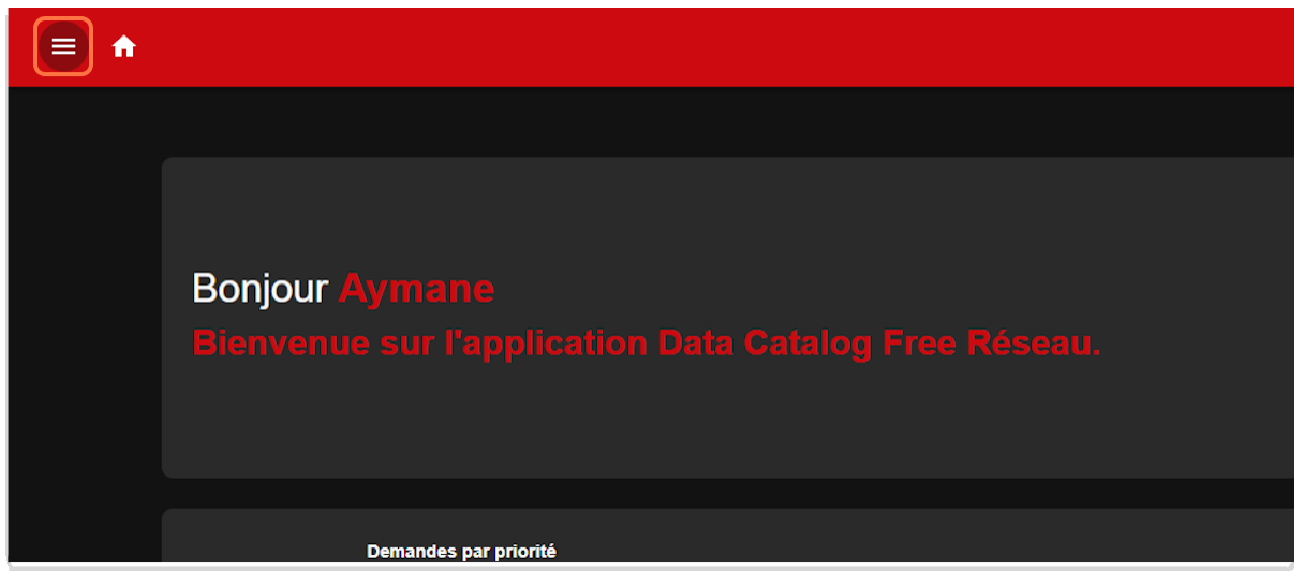 Bonjour Aymane
Bienvenue sur l'application Data Catalog Free Réseau.
Demandes par priorité